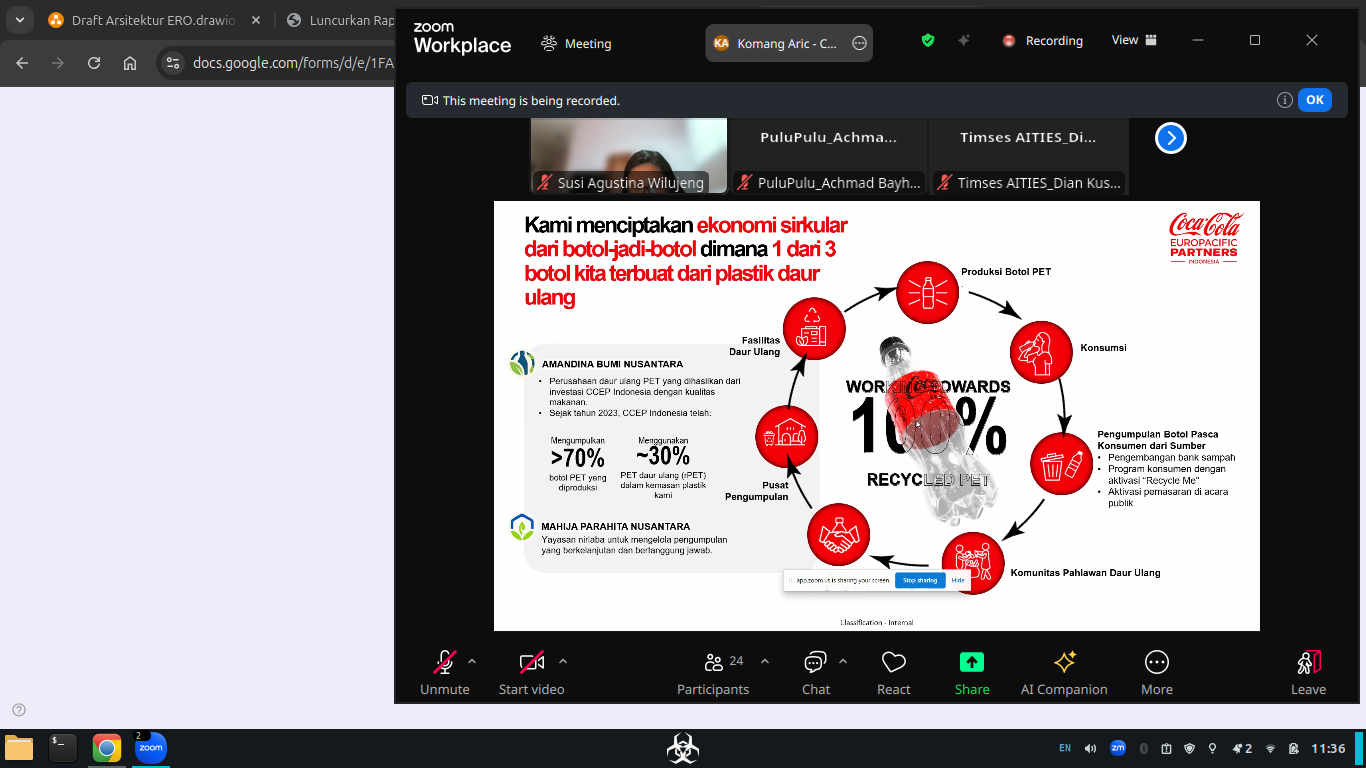 Draft Arsitektur ERO.drawio
Luncurkan Rap
docs.google.com/forms/d/e/1FA
zoom
Workplace
Meeting
KA
Komang Aric - C...
Recording
View
This meeting is being recorded.
OK
PuluPulu_Achma...
Timses AITIES_Di...
Susi Agustina Wilujeng
PuluPulu_Achmad Bayh...
Timses AITIES_Dian Kus...
Kami menciptakan ekonomi sirkular
dari botol-jadi-botol dimana 1 dari 3
botol kita terbuat dari plastik daur
ulang
Coca-Cola
EUROPACIFIC
PARTNERS
INDONESIA
Produksi Botol PET
Fasilitas
Daur Ulang
Konsumsi
AMANDINA BUMI NUSANTARA
• Perusahaan daur ulang PET yang dihasilkan dari
investasi CCEP Indonesia dengan kualitas
makanan.
• Sejak tahun 2023, CCEP Indonesia telah:
Mengumpulkan
>70%
botol PET yang
diproduksi
Menggunakan
~30%
PET daur ulang (rPET)
dalam kemasan plastik
kami
WORKING TOWARDS
100%
RECYCLED PET
Pengumpulan Botol Pasca
Konsumen dari Sumber
• Pengembangan bank sampah
• Program konsumen dengan
aktivasi “Recycle Me”
• Aktivasi pemasaran di acara
publik
Pusat
Pengumpulan
MAHIJA PARAHITA NUSANTARA
Yayasan nirlaba untuk mengelola pengumpulan
yang berkelanjutan dan bertanggung jawab.
Komunitas Pahlawan Daur Ulang
app.zoom.us is sharing your screen.
Stop sharing
Hide
Classification - Internal
Unmute
Start video
24
Participants
Chat
React
Share
AI Companion
More
Leave
2
zoom
EN
zm
2
11:36